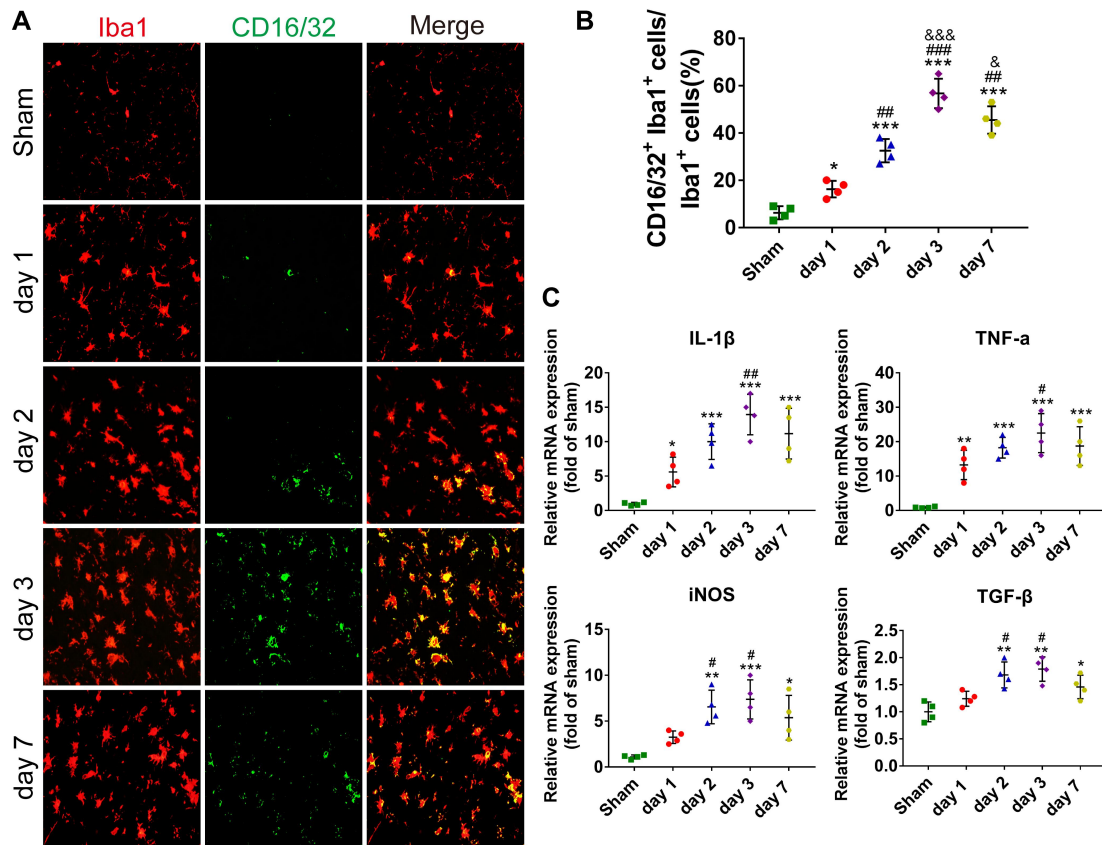 A
Iba1 CD16/32 Merge
Sham
day 1
day 2
day 3
day 7
B
CD16/32+ Iba1+ cells/
Iba1+ cells(%)
80
60
40
20
0
*
##
***
&&&
###
***
&
##
***
Sham day 1 day 2 day 3 day 7
C
IL-1β
Relative mRNA expression
(fold of sham)
20
15
10
5
0
*
***
##
***
***
Sham day 1 day 2 day 3 day 7
TNF-a
Relative mRNA expression
(fold of sham)
40
30
20
10
0
**
***
#
***
***
Sham day 1 day 2 day 3 day 7
iNOS
Relative mRNA expression
(fold of sham)
15
10
5
0
#
**
#
***
*
Sham day 1 day 2 day 3 day 7
TGF-β
Relative mRNA expression
(fold of sham)
2.5
2.0
1.5
1.0
0.5
0.0
#
**
#
**
*
Sham day 1 day 2 day 3 day 7